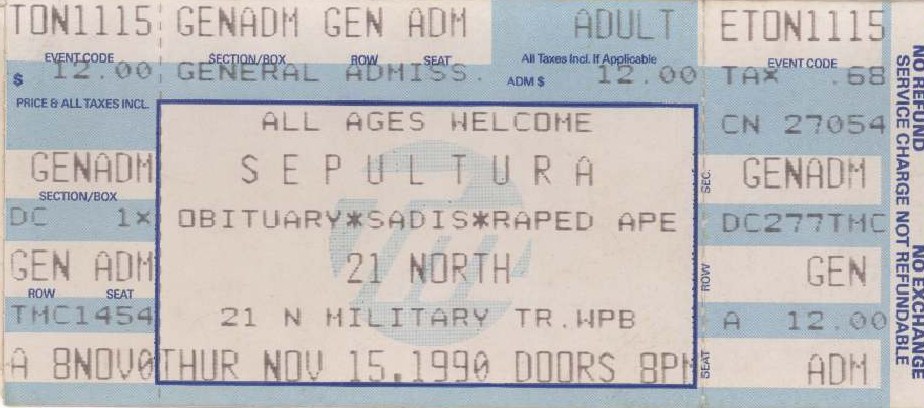 TON1115 GENADM GEN ADM ADULT ETON1115
EVENT CODE SECTION/BOX ROW SEAT All Taxes Incl. If Applicable EVENT CODE
$ 12.00 GENERAL ADMISS. ADM $ 12.00 TAX .68
PRICE & ALL TAXES INCL.
ALL AGES WELCOME CN 27054
GENADM SEPULTURA SEC. GENADM
SECTION/BOX
DC 1x OBITUARY*SADIS*RAPED APE DC277TMC
GEN ADM 21 NORTH ROW GEN
ROW SEAT
TMC1454 21 N MILITARY TR.WPB A 12.00
A 8NOV0 THUR NOV 15.1990 DOORS 8PM SEAT ADM
NO REFUND NO EXCHANGE
SERVICE CHARGE NOT REFUNDABLE